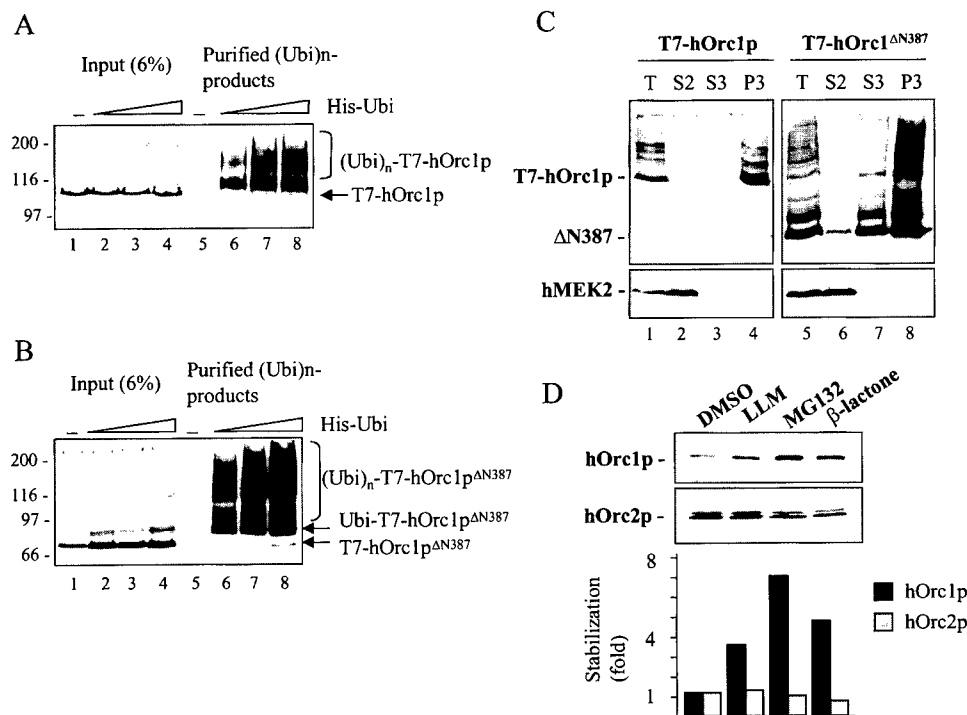 A
Input (6%)
Purified (Ubi)n-
products
His-Ubi
200 -
116 -
97 -
(Ubi)n-T7-hOrc1p
T7-hOrc1p
1 2 3 4 5 6 7 8
B
Input (6%)
Purified (Ubi)n-
products
His-Ubi
200 -
116 -
97 -
66 -
(Ubi)n-T7-hOrc1pΔN387
Ubi-T7-hOrc1pΔN387
T7-hOrc1pΔN387
1 2 3 4 5 6 7 8
C
T7-hOrc1p
T7-hOrc1ΔN387
T S2 S3 P3 T S2 S3 P3
T7-hOrc1p -
ΔN387 -
hMEK2 -
1 2 3 4 5 6 7 8
D
DMSO LLM MG132 β-lactone
hOrc1p -
hOrc2p -
Stabilization
(fold)
8
4
1
hOrc1p
hOrc2p